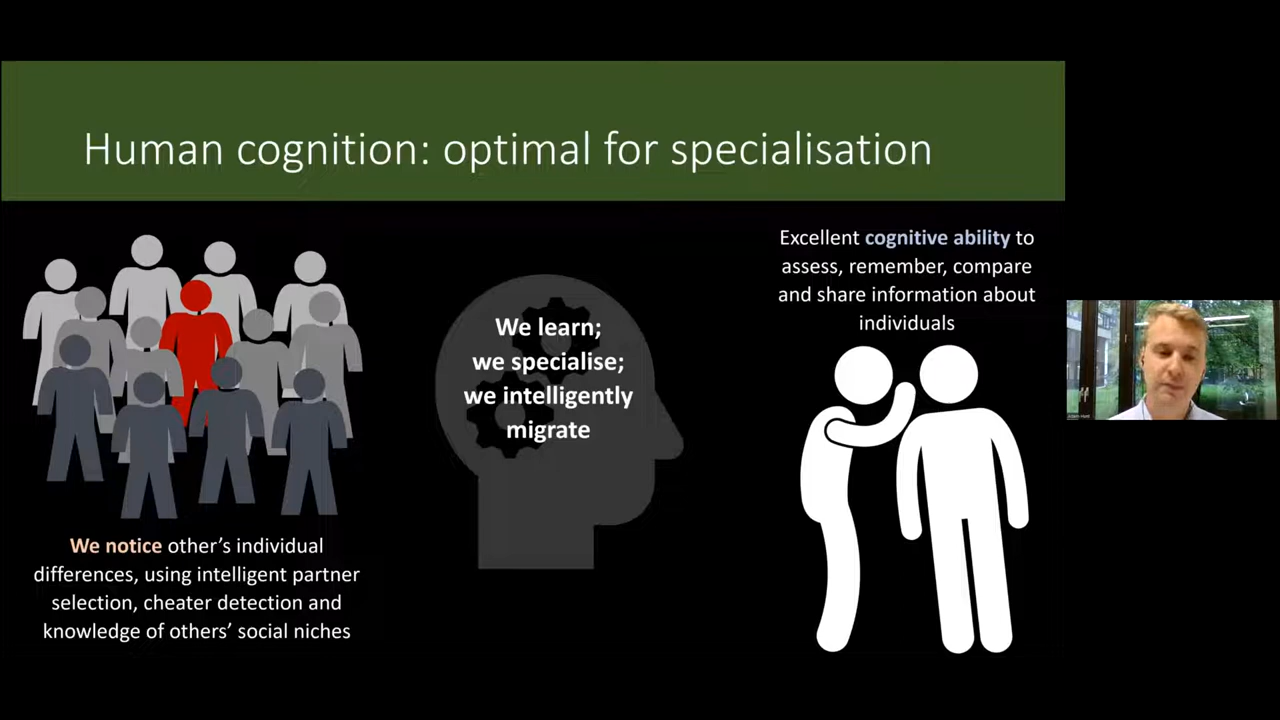 Human cognition: optimal for specialisation
We notice other's individual
differences, using intelligent partner
selection, cheater detection and
knowledge of others' social niches
We learn;
we specialise;
we intelligently
migrate
Excellent cognitive ability to
assess, remember, compare
and share information about
individuals
Adam Hunt